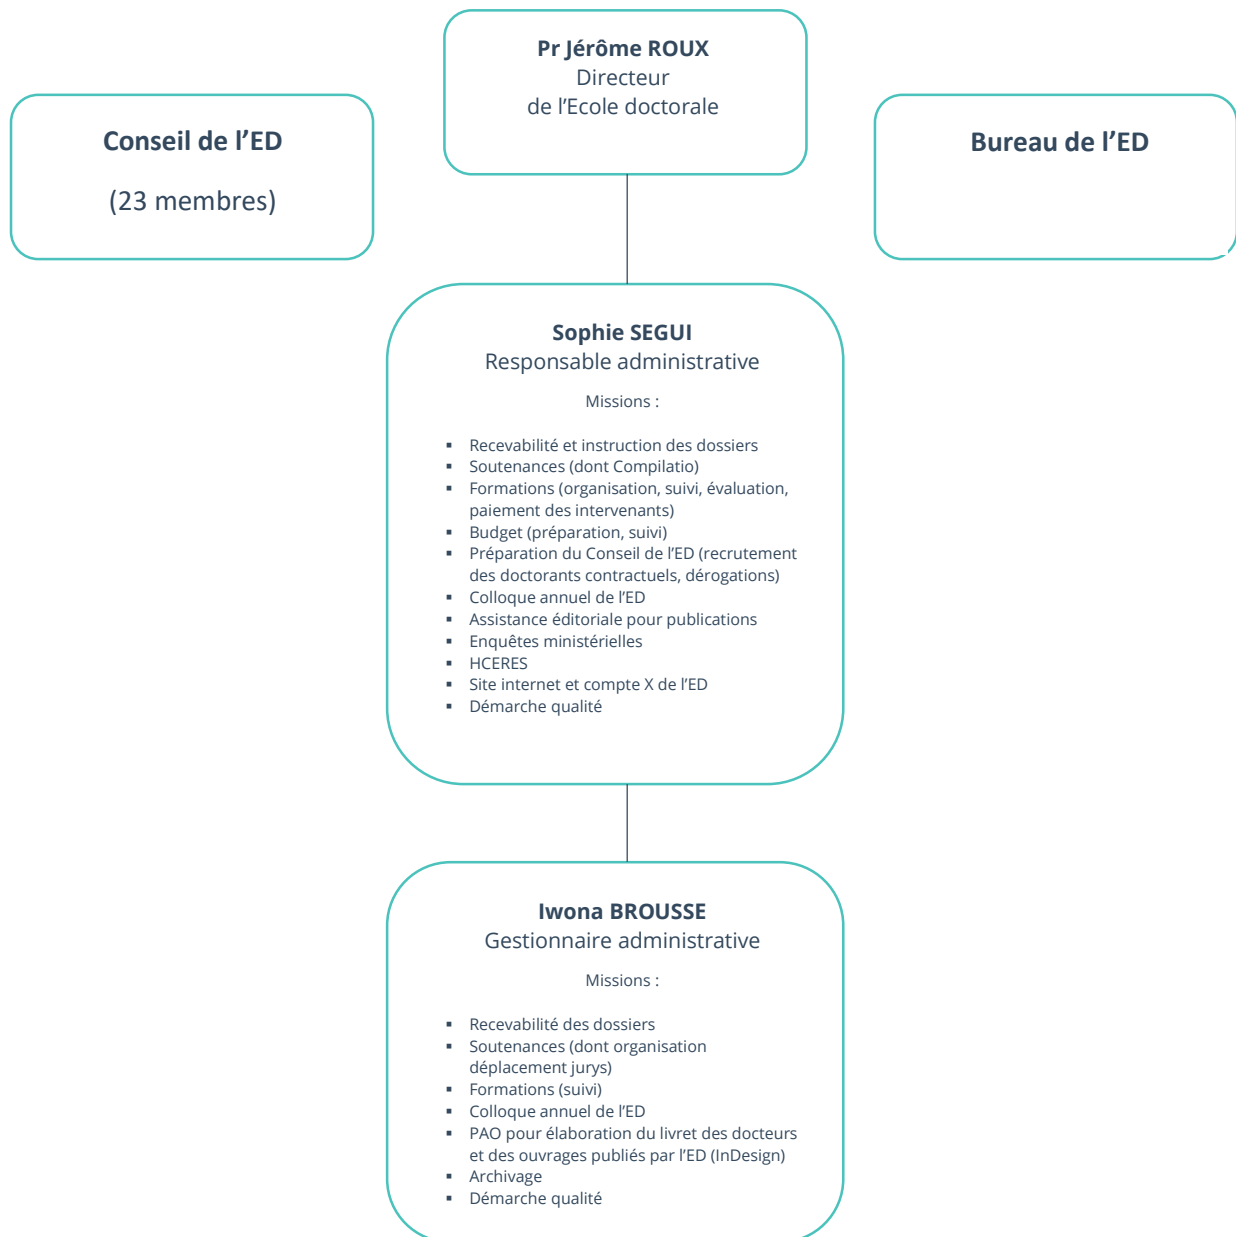 Pr Jérôme ROUX
Directeur
de l’Ecole doctorale
Conseil de l’ED
(23 membres)
Bureau de l’ED
Sophie SEGUI
Responsable administrative
Missions :
▪ Recevabilité et instruction des dossiers
▪ Soutenances (dont Compilatio)
▪ Formations (organisation, suivi, évaluation,
paiement des intervenants)
▪ Budget (préparation, suivi)
▪ Préparation du Conseil de l’ED (recrutement
des doctorants contractuels, dérogations)
▪ Colloque annuel de l’ED
▪ Assistance éditoriale pour publications
▪ Enquêtes ministérielles
▪ HCERES
▪ Site internet et compte X de l’ED
▪ Démarche qualité
Iwona BROUSSE
Gestionnaire administrative
Missions :
▪ Recevabilité des dossiers
▪ Soutenances (dont organisation
déplacement jurys)
▪ Formations (suivi)
▪ Colloque annuel de l’ED
▪ PAO pour élaboration du livret des docteurs
et des ouvrages publiés par l’ED (InDesign)
▪ Archivage
▪ Démarche qualité